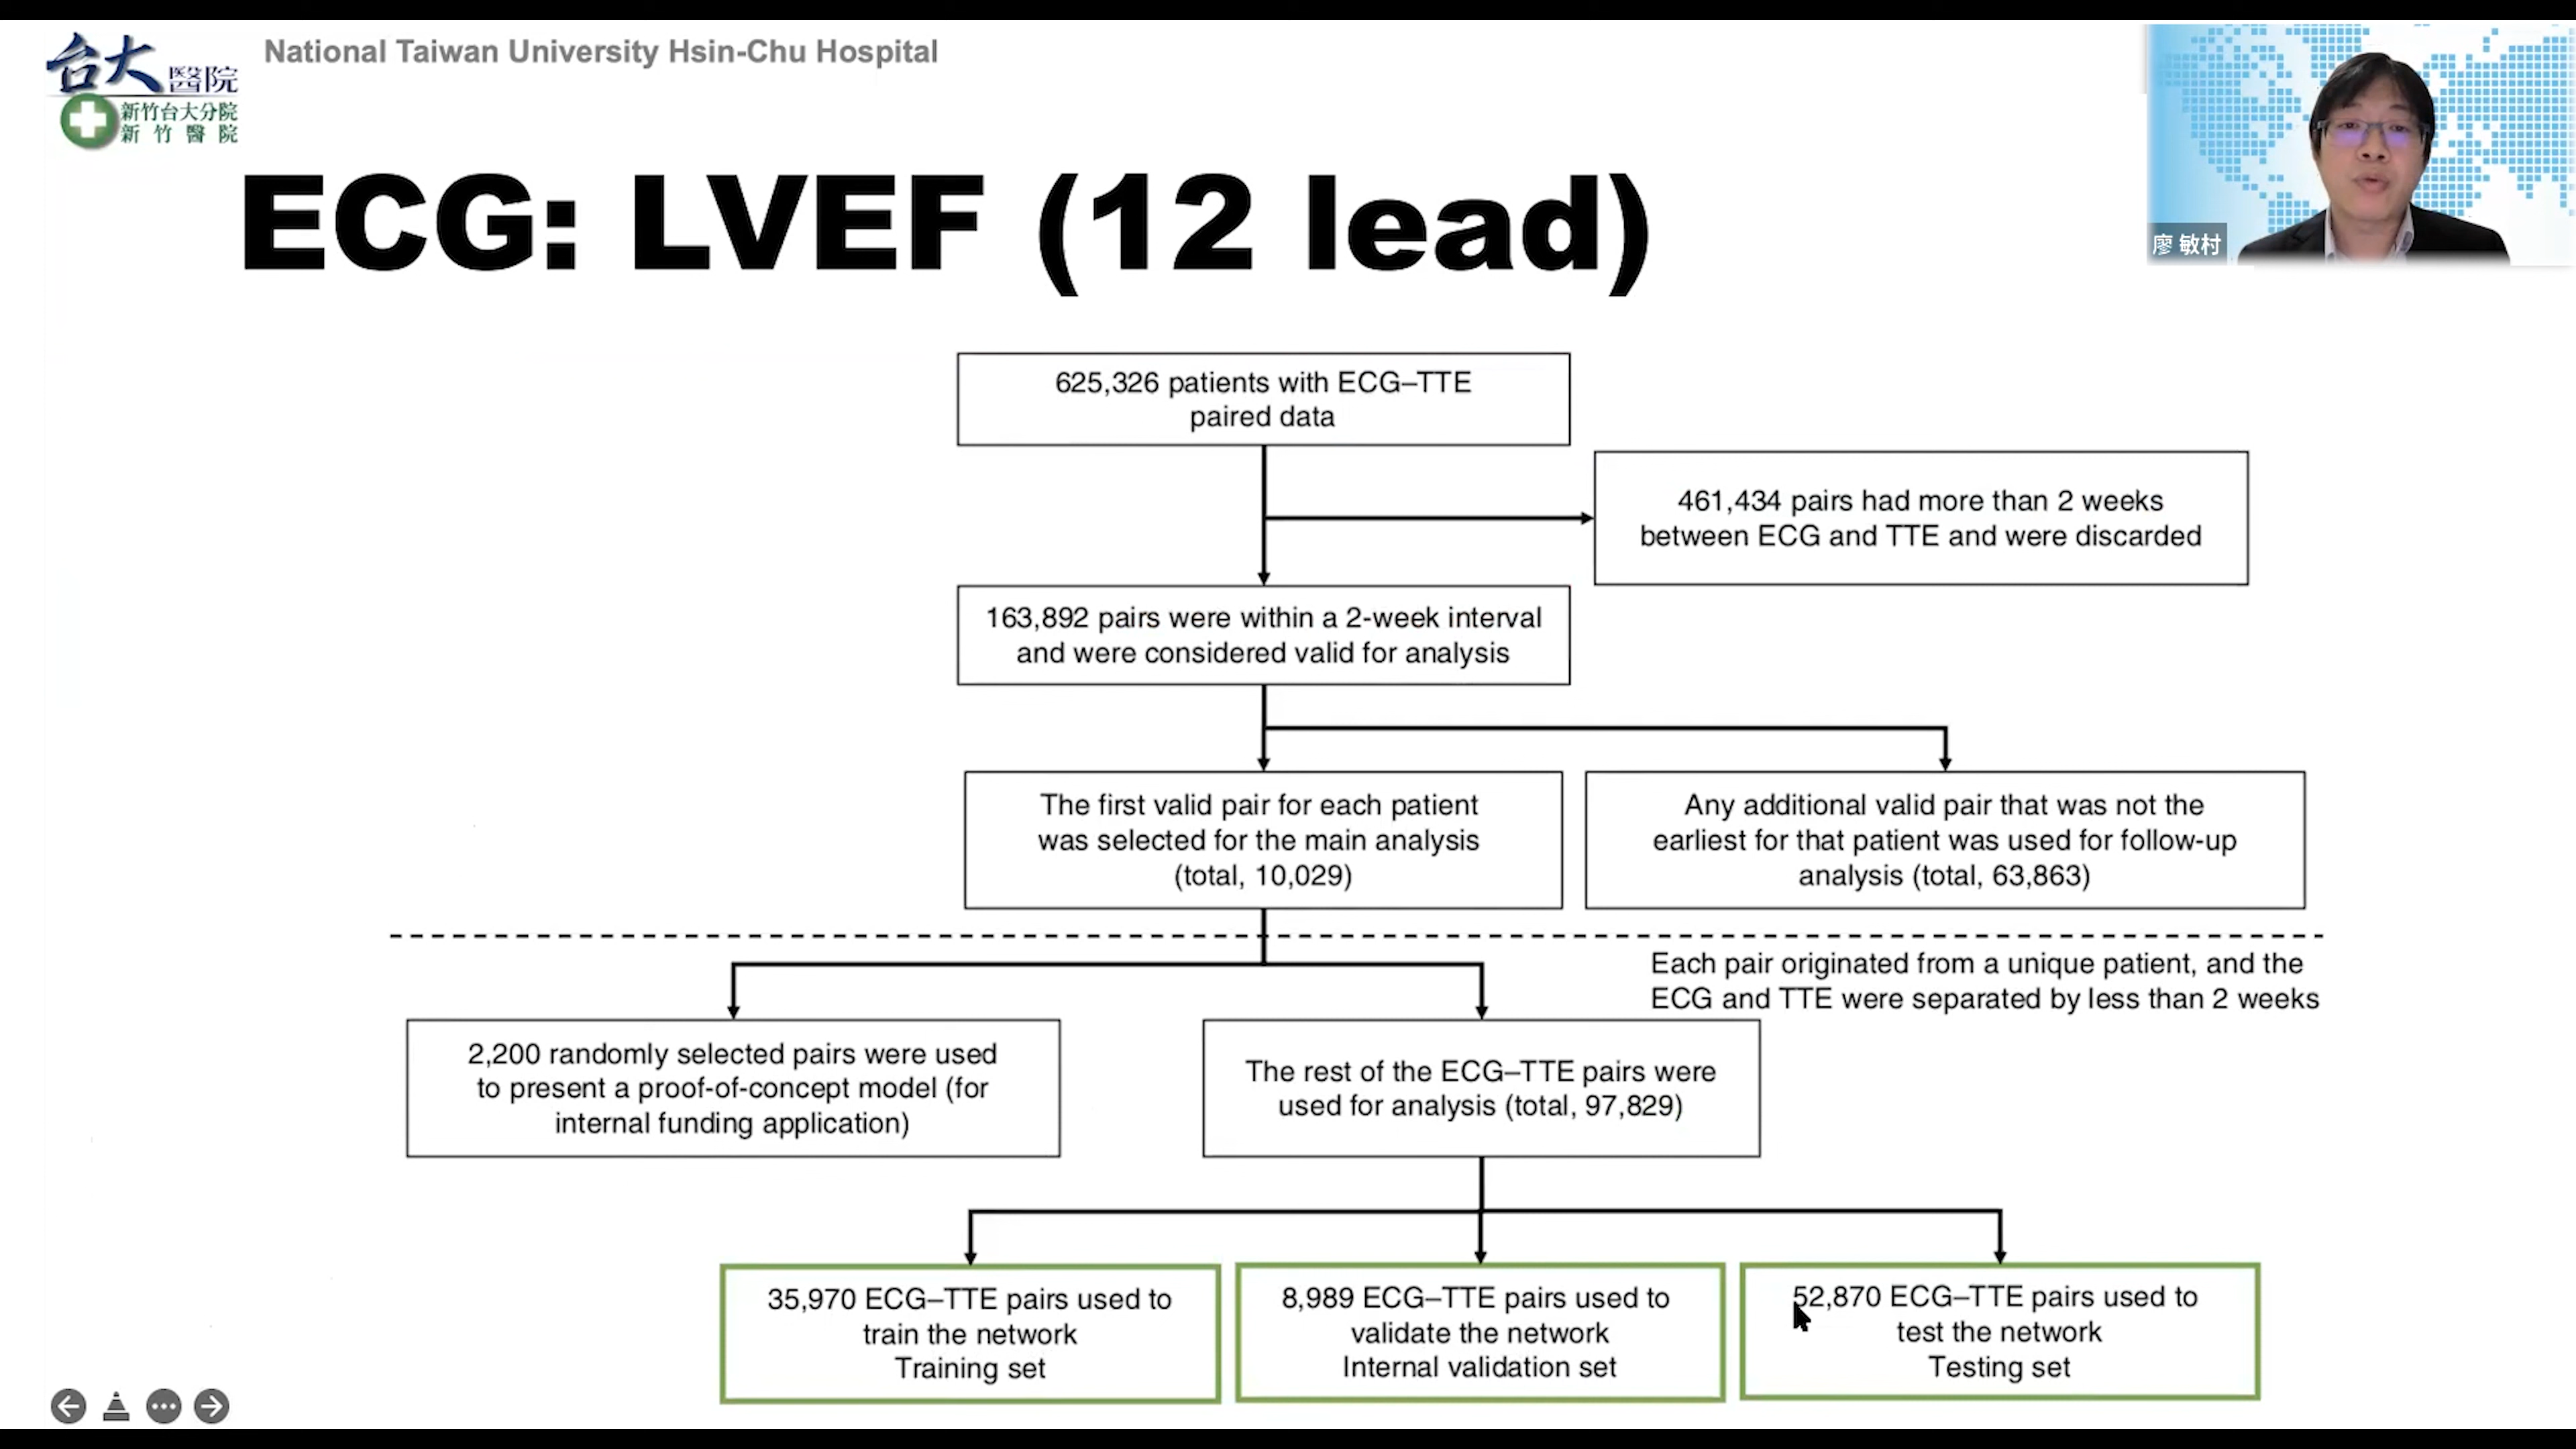 台大醫院
新竹台大分院
新竹醫院
National Taiwan University Hsin-Chu Hospital
廖 敏村
ECG: LVEF (12 lead)
625,326 patients with ECG–TTE
paired data
461,434 pairs had more than 2 weeks
between ECG and TTE and were discarded
163,892 pairs were within a 2-week interval
and were considered valid for analysis
The first valid pair for each patient
was selected for the main analysis
(total, 10,029)
Any additional valid pair that was not the
earliest for that patient was used for follow-up
analysis (total, 63,863)
Each pair originated from a unique patient, and the
ECG and TTE were separated by less than 2 weeks
2,200 randomly selected pairs were used
to present a proof-of-concept model (for
internal funding application)
The rest of the ECG–TTE pairs were
used for analysis (total, 97,829)
35,970 ECG–TTE pairs used to
train the network
Training set
8,989 ECG–TTE pairs used to
validate the network
Internal validation set
52,870 ECG–TTE pairs used to
test the network
Testing set